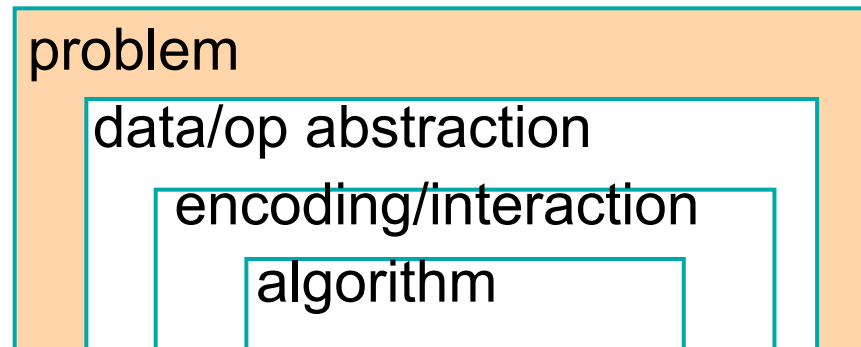 problem
data/op abstraction
encoding/interaction
algorithm